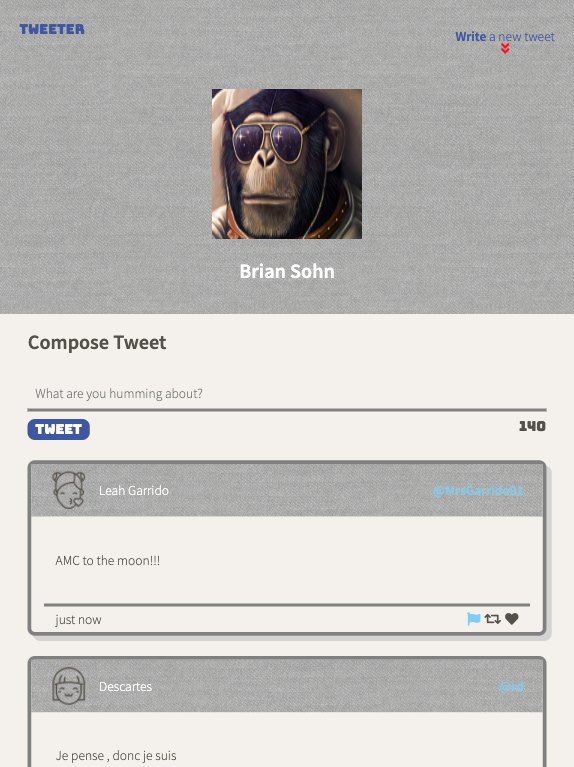 TWEETER
Write a new tweet
Brian Sohn
Compose Tweet
What are you humming about?
TWEET
140
Leah Garrido
@MrsGarrido21
AMC to the moon!!!
just now
Descartes
@rd
Je pense , donc je suis